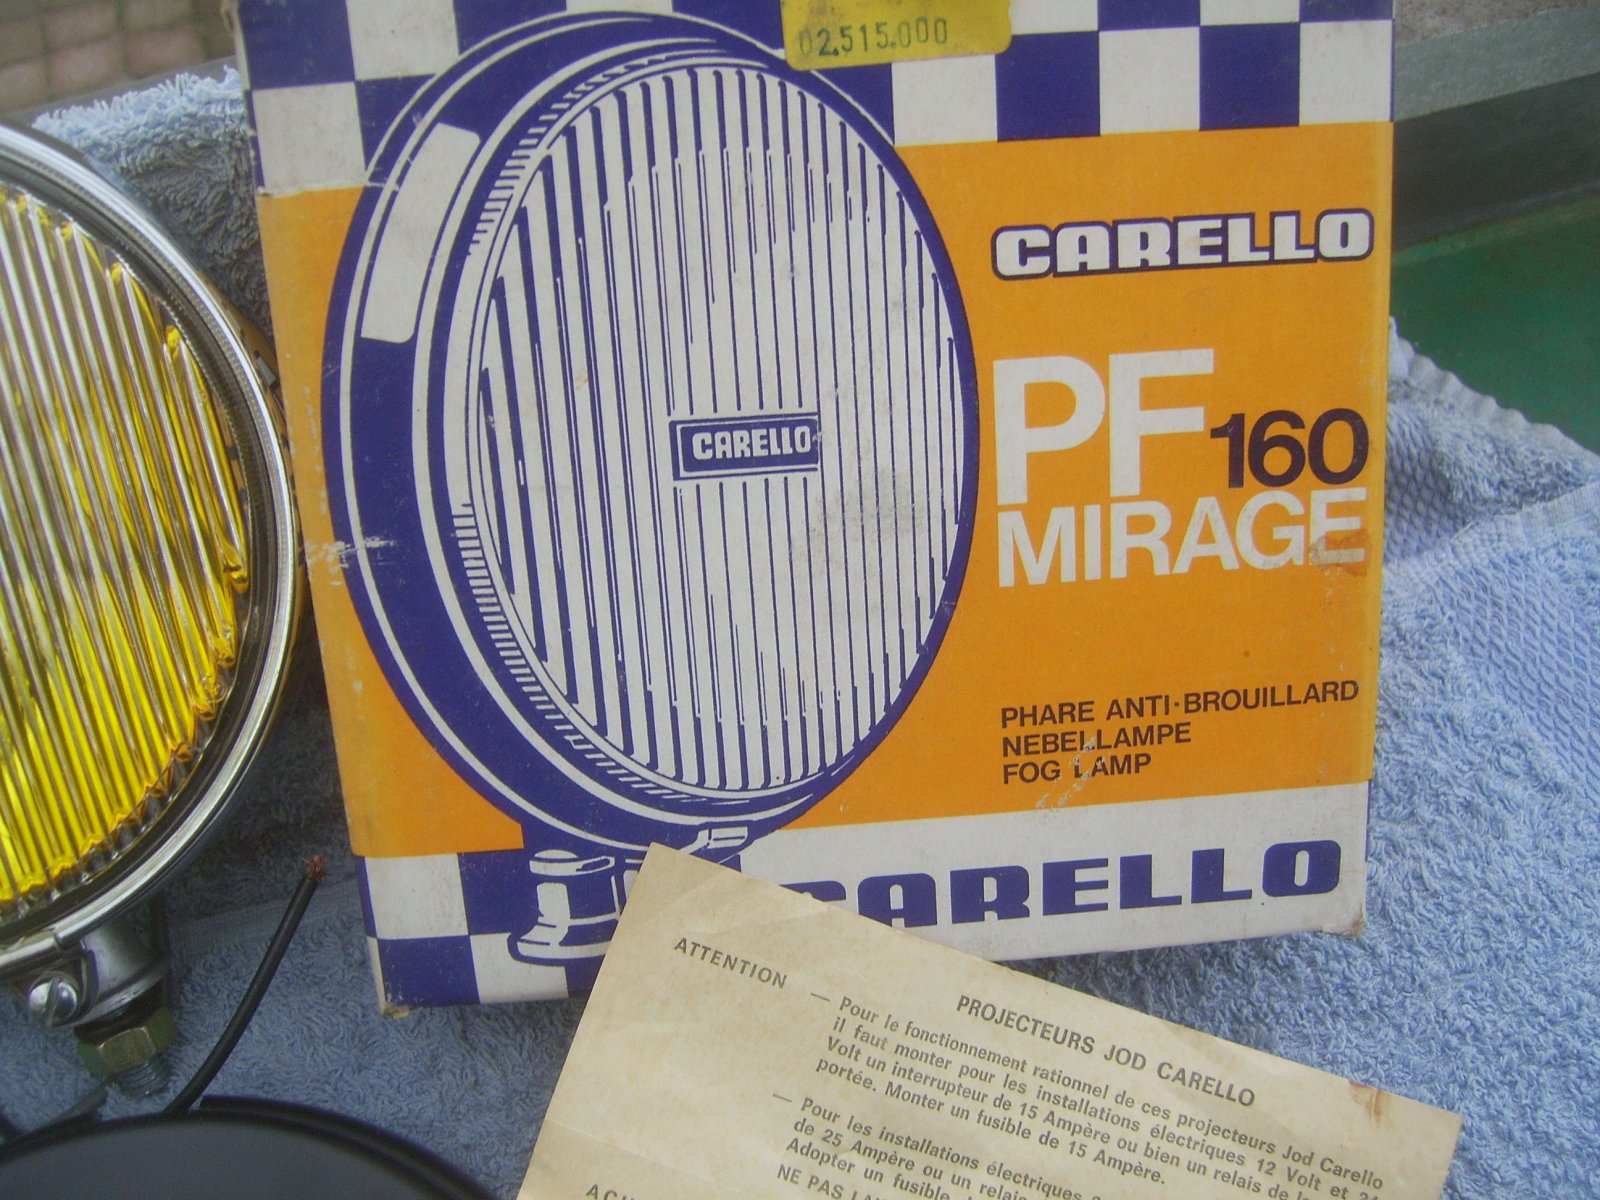 02.515.000
CARELLO
PF 160
MIRAGE
CARELLO
PHARE ANTI-BROUILLARD
NEBELLAMPE
FOG LAMP
CARELLO
ATTENTION
PROJECTEURS JOD CARELLO
— Pour le fonctionnement rationnel de ces projecteurs Jod Carello
il faut monter pour les installations électriques 12 Volt et 24
Volt un interrupteur de 15 Ampère ou bien un relais de la
portée. Monter un fusible de 15 Ampère.
— Pour les installations électriques
de 25 Ampère ou un relais
Adopter un fusible
NE PAS